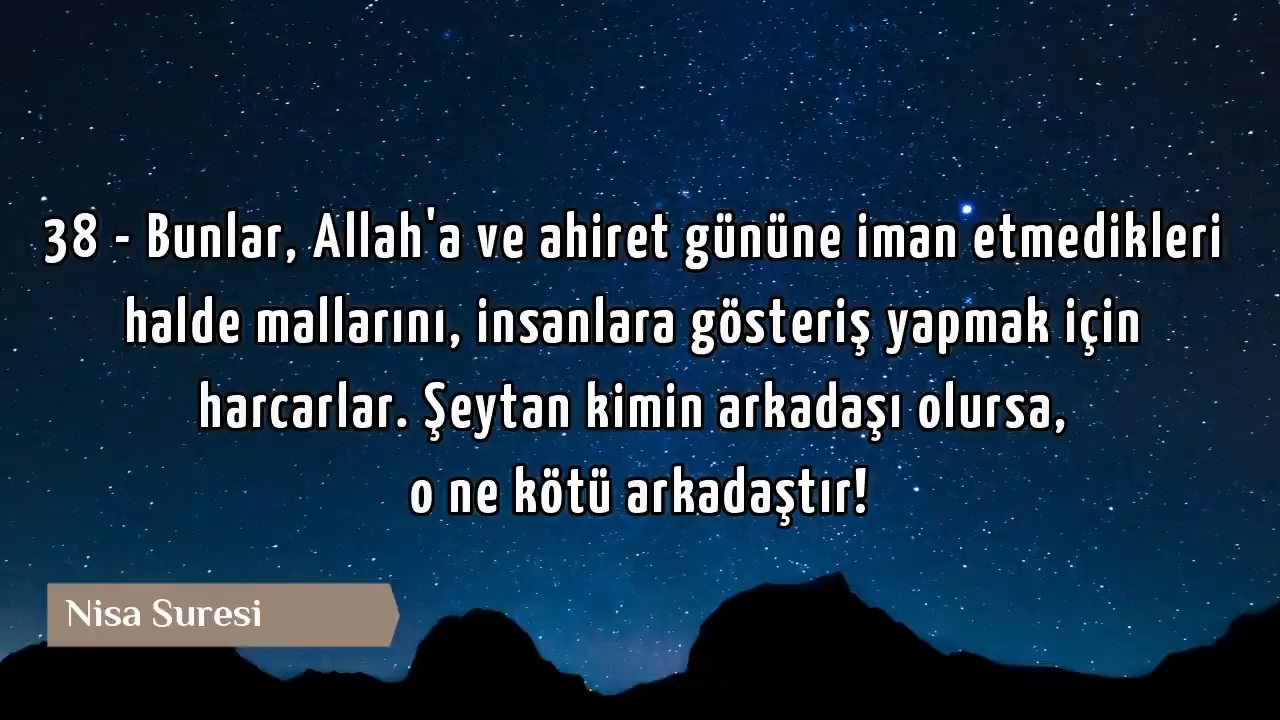 38 - Bunlar, Allah'a ve ahiret gününe iman etmedikleri
halde mallarını, insanlara gösteriş yapmak için
harcarlar. Şeytan kimin arkadaşı olursa,
o ne kötü arkadaştır!
Nisa Suresi